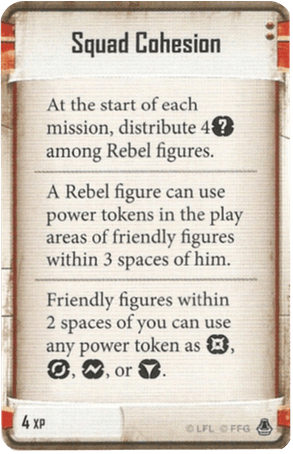 Squad Cohesion
At the start of each
mission, distribute 4?
among Rebel figures.
A Rebel figure can use
power tokens in the play
areas of friendly figures
within 3 spaces of him.
Friendly figures within
2 spaces of you can use
any power token as ,
, , or .
4 XP
© LFL © FFG